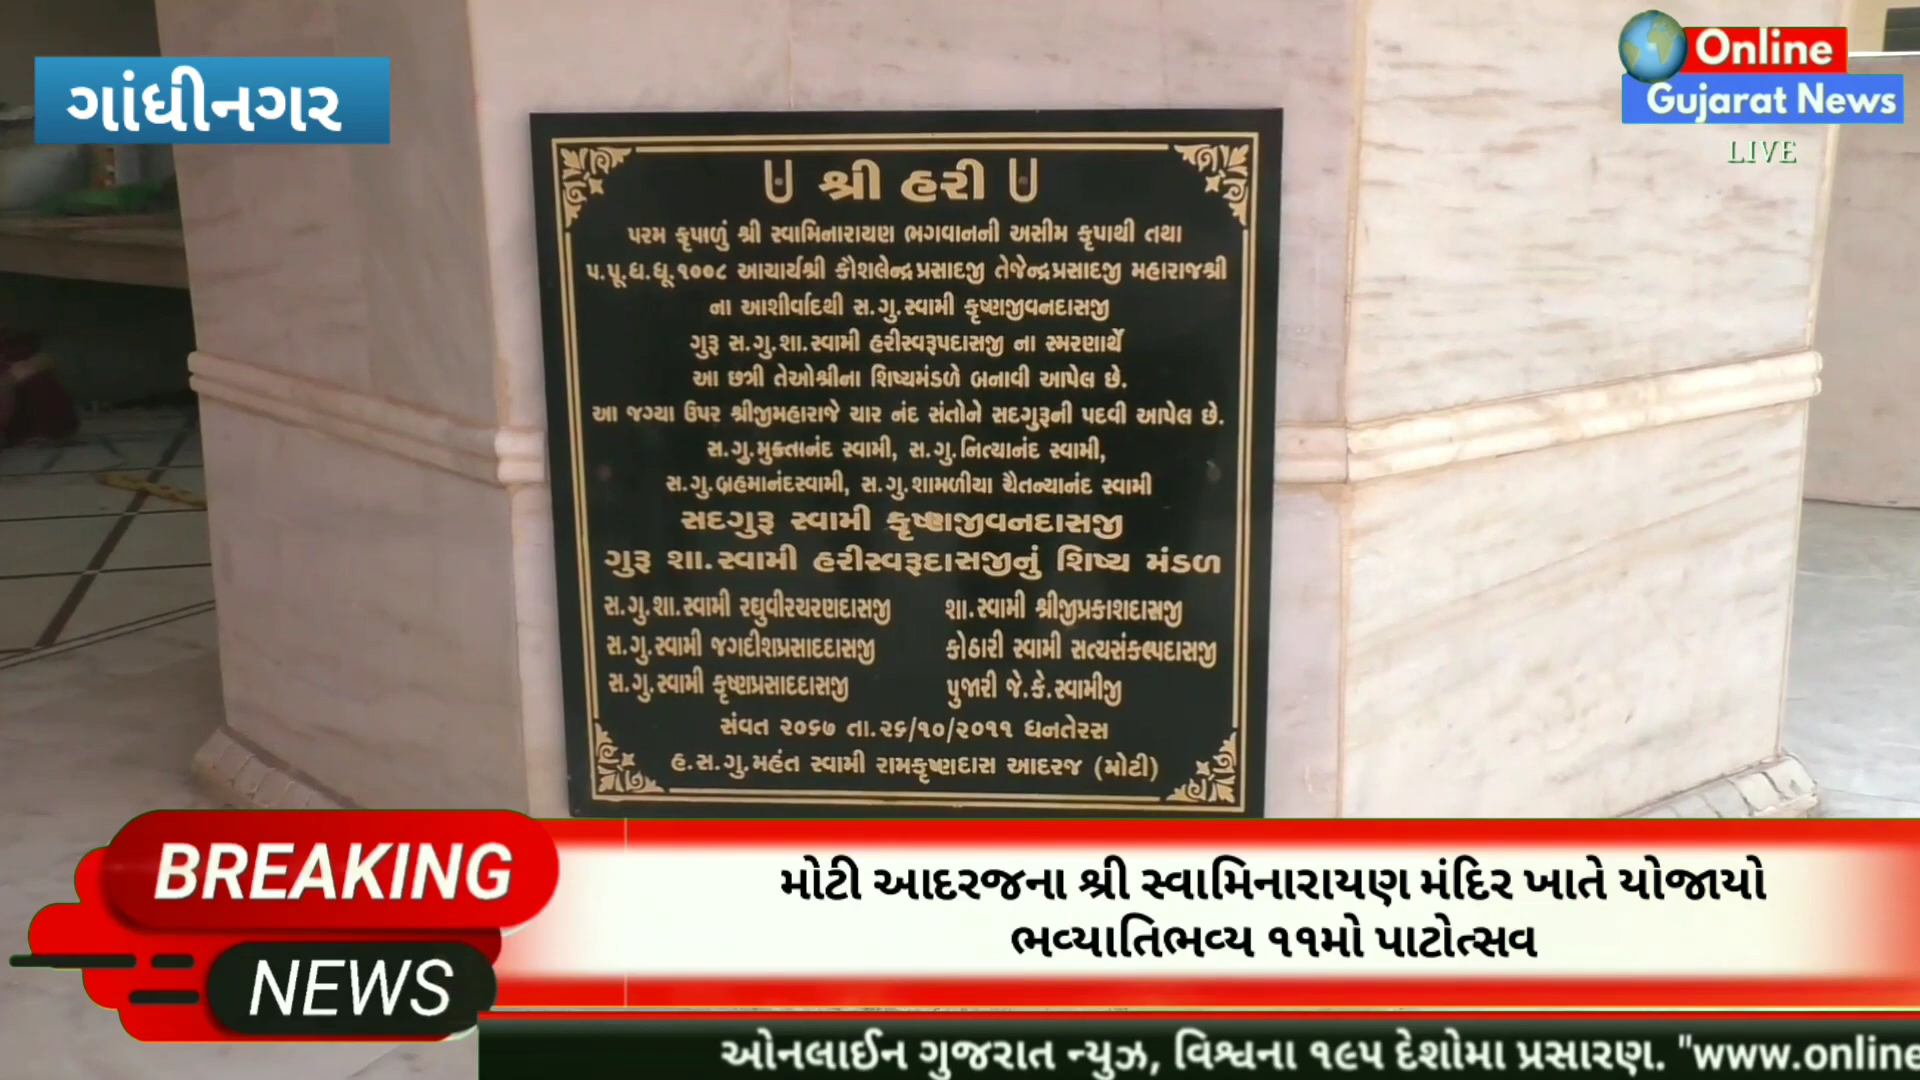 ગાંધીનગર
Online
Gujarat News
LIVE
શ્રી હરી
પરમ કૃપાળું શ્રી સ્વામિનારાયણ ભગવાનની અસીમ કૃપાથી તથા
પ.પૂ.ધ.ધૂ.૧૦૦૮ આચાર્યશ્રી કૌશલેન્દ્રપ્રસાદજી તેજેન્દ્રપ્રસાદજી મહારાજશ્રી
ના આશીર્વાદથી સ.ગુ.સ્વામી કૃષ્ણજીવનદાસજી
ગુરૂ સ.ગુ.શા.સ્વામી હરીસ્વરૂપદાસજી ના સ્મરણાર્થે
આ છત્રી તેઓશ્રીના શિષ્યમંડળે બનાવી આપેલ છે.
આ જગ્યા ઉપર શ્રીજીમહારાજે ચાર નંદ સંતોને સદગુરૂની પદવી આપેલ છે.
સ.ગુ.મુક્તાનંદ સ્વામી, સ.ગુ.નિત્યાનંદ સ્વામી,
સ.ગુ.બ્રહમાનંદસ્વામી, સ.ગુ.શામળીયા ચૈતન્યાનંદ સ્વામી
સદગુરૂ સ્વામી કૃષ્ણજીવનદાસજી
ગુરૂ શા.સ્વામી હરીસ્વરૂદાસજીનું શિષ્ય મંડળ
સ.ગુ.શા.સ્વામી રઘુવીરચરણદાસજી શા.સ્વામી શ્રીજીપ્રકાશદાસજી
સ.ગુ.સ્વામી જગદીશપ્રસાદદાસજી કોઠારી સ્વામી સત્યસંકલ્પદાસજી
સ.ગુ.સ્વામી કૃષ્ણપ્રસાદદાસજી પુજારી જે.કે.સ્વામીજી
સંવત ૨૦૬૭ તા.૨૬/૧૦/૨૦૧૧ ધનતેરસ
હ.સ.ગુ.મહંત સ્વામી રામકૃષ્ણદાસ આદરજ (મોટી)
BREAKING
NEWS
મોટી આદરજના શ્રી સ્વામિનારાયણ મંદિર ખાતે યોજાયો
ભવ્યાતિભવ્ય ૧૧મો પાટોત્સવ
ઓનલાઈન ગુજરાત ન્યુઝ, વિશ્વના ૧૯૫ દેશોમા પ્રસારણ. "www.online